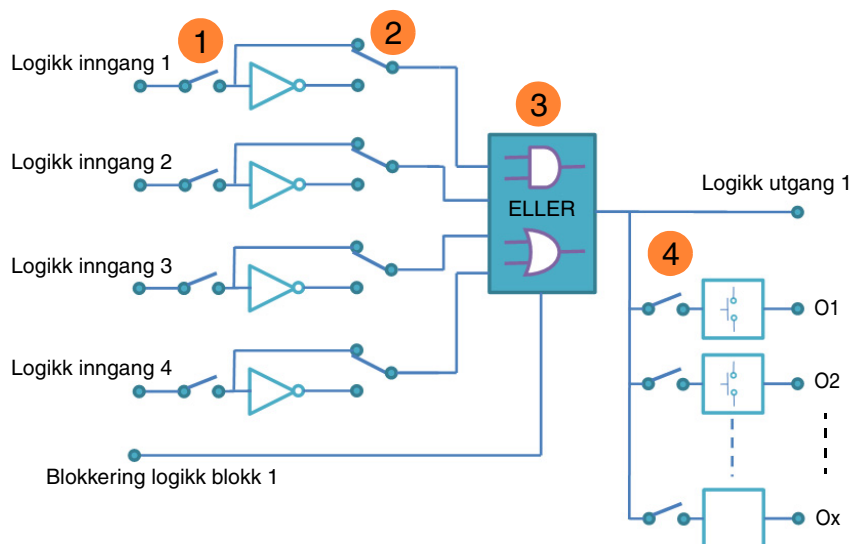 1
2
Logikk inngang 1
3
Logikk inngang 2
Logikk utgang 1
ELLER
4
Logikk inngang 3
O1
Logikk inngang 4
O2
Blokkering logikk blokk 1
Ox